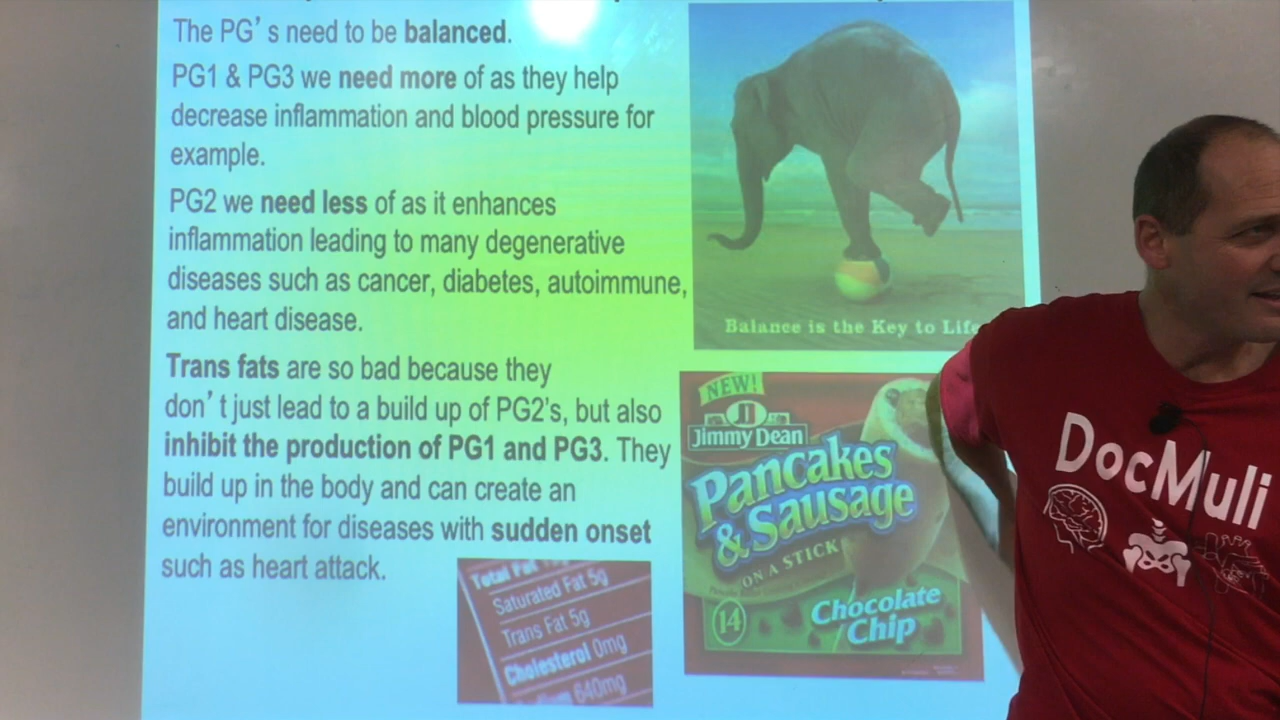 The PG's need to be balanced.
PG1 & PG3 we need more of as they help
decrease inflammation and blood pressure for
example.
PG2 we need less of as it enhances
inflammation leading to many degenerative
diseases such as cancer, diabetes, autoimmune,
and heart disease.
Trans fats are so bad because they
don't just lead to a build up of PG2's, but also
inhibit the production of PG1 and PG3. They
build up in the body and can create an
environment for diseases with sudden onset
such as heart attack.
Balance is the Key to Life
NEW!
Jimmy Dean
Pancakes
& Sausage
ON A STICK
Chocolate
Chip
14
Total Fat
Saturated Fat 5g
Trans Fat 5g
Cholesterol 0mg
640mg
DocMuli